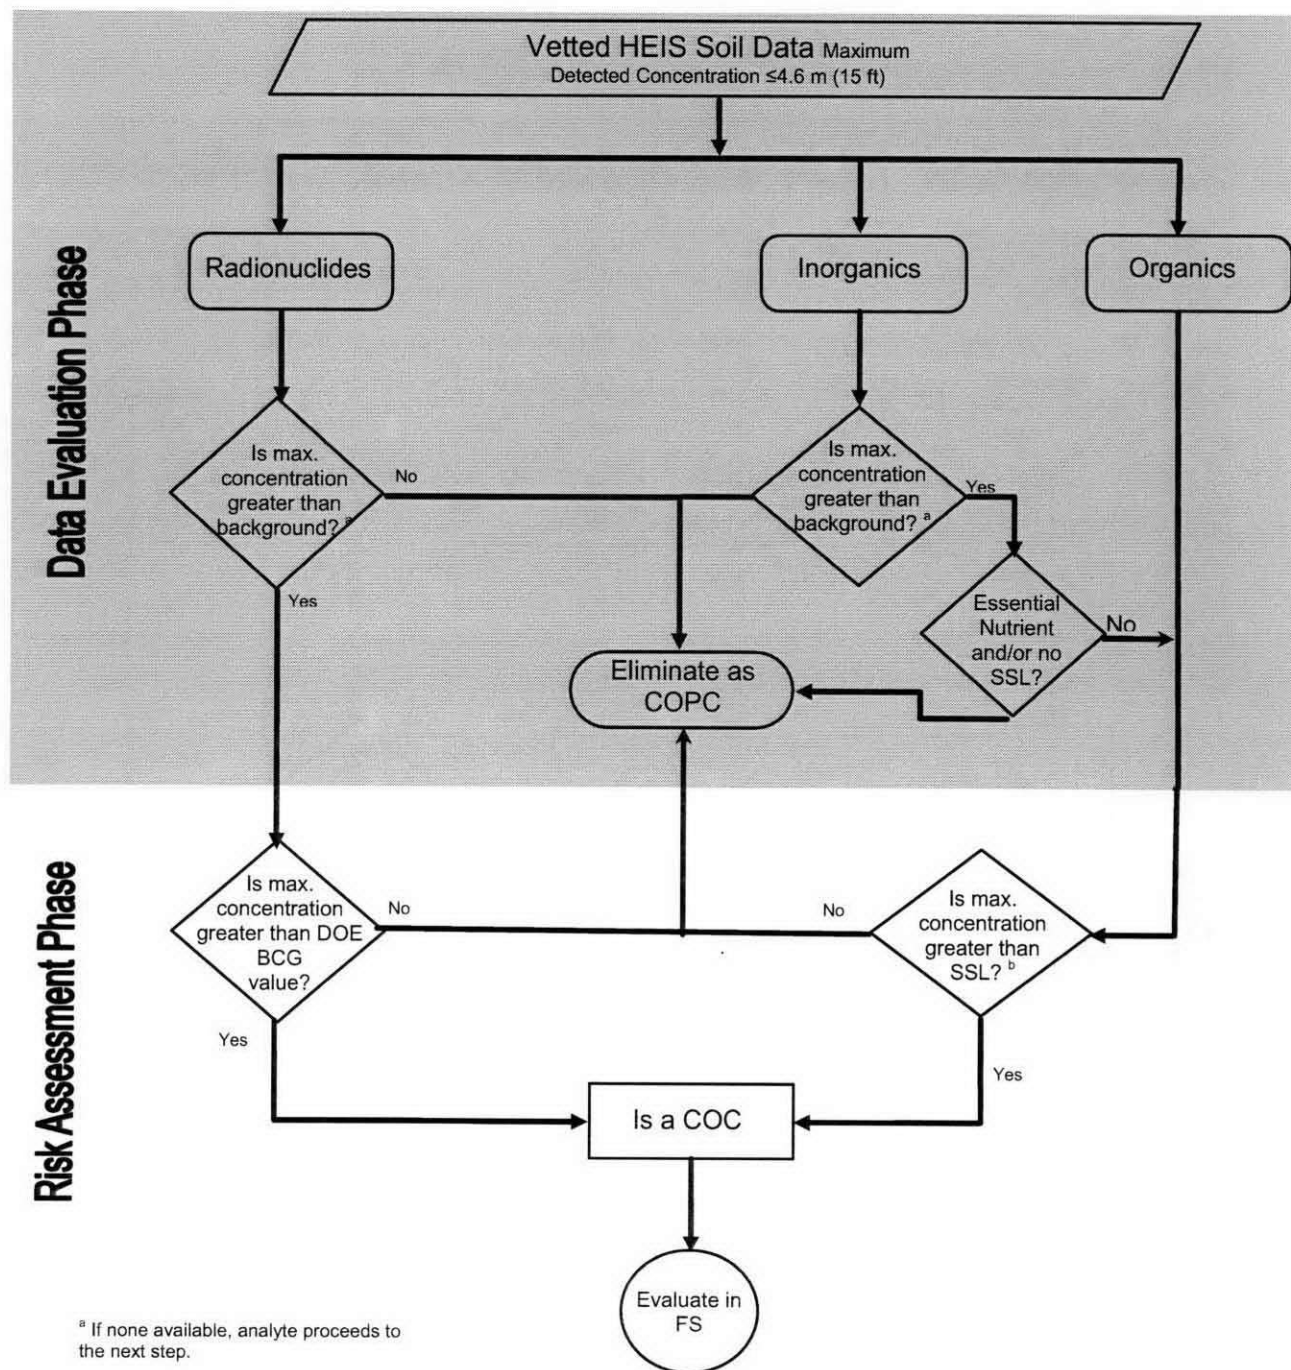 Vetted HEIS Soil Data Maximum
Detected Concentration ≤4.6 m (15 ft)
Data Evaluation Phase
Radionuclides
Inorganics
Organics
Is max.
concentration
greater than
background? a
No
Yes
Is max.
concentration
greater than
background? a
Yes
Essential
Nutrient
and/or no
SSL?
No
Eliminate as
COPC
Risk Assessment Phase
Is max.
concentration
greater than DOE
BCG
value?
No
Yes
Is max.
concentration
greater than
SSL? b
No
Yes
Is a COC
Evaluate in
FS
a If none available, analyte proceeds to
the next step.